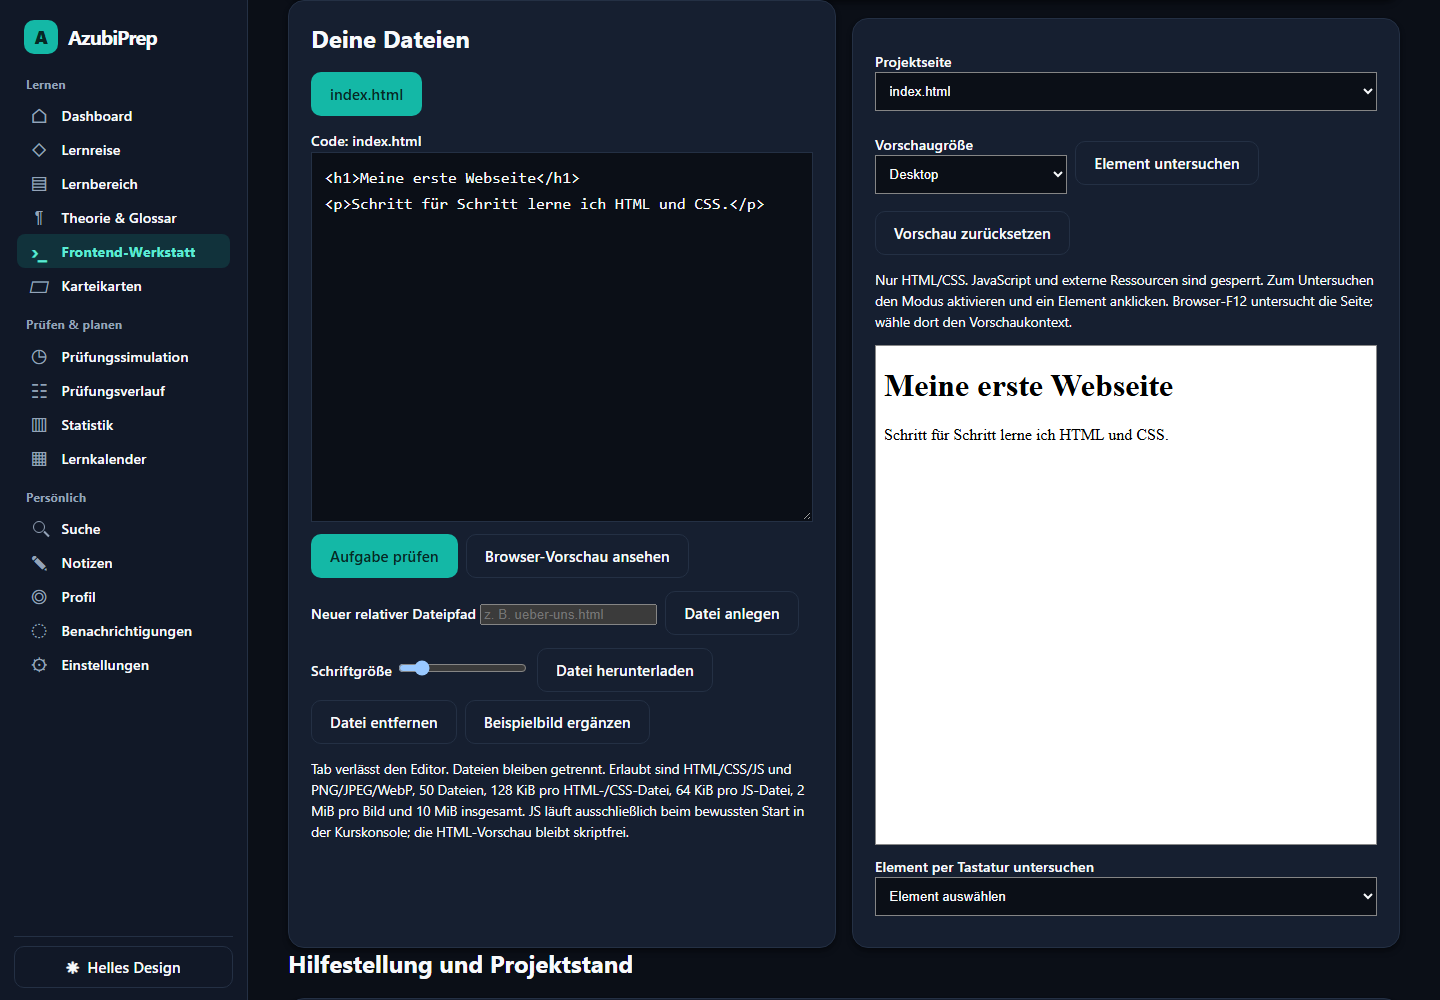 A AzubiPrep
Lernen
Dashboard
Lernreise
Lernbereich
Theorie & Glossar
Frontend-Werkstatt
Karteikarten
Prüfen & planen
Prüfungssimulation
Prüfungsverlauf
Statistik
Lernkalender
Persönlich
Suche
Notizen
Profil
Benachrichtigungen
Einstellungen
Helles Design
Deine Dateien
index.html
Code: index.html
<h1>Meine erste Webseite</h1>
<p>Schritt für Schritt lerne ich HTML und CSS.</p>
Aufgabe prüfen
Browser-Vorschau ansehen
Neuer relativer Dateipfad
z. B. ueber-uns.html
Datei anlegen
Schriftgröße
Datei herunterladen
Datei entfernen
Beispielbild ergänzen
Tab verlässt den Editor. Dateien bleiben getrennt. Erlaubt sind HTML/CSS/JS und
PNG/JPEG/WebP, 50 Dateien, 128 KiB pro HTML-/CSS-Datei, 64 KiB pro JS-Datei, 2
MiB pro Bild und 10 MiB insgesamt. JS läuft ausschließlich beim bewussten Start in
der Kurskonsole; die HTML-Vorschau bleibt skriptfrei.
Projektseite
index.html
Vorschaugröße
Desktop
Element untersuchen
Vorschau zurücksetzen
Nur HTML/CSS. JavaScript und externe Ressourcen sind gesperrt. Zum Untersuchen
den Modus aktivieren und ein Element anklicken. Browser-F12 untersucht die Seite;
wähle dort den Vorschaukontext.
Meine erste Webseite
Schritt für Schritt lerne ich HTML und CSS.
Element per Tastatur untersuchen
Element auswählen
Hilfestellung und Projektstand